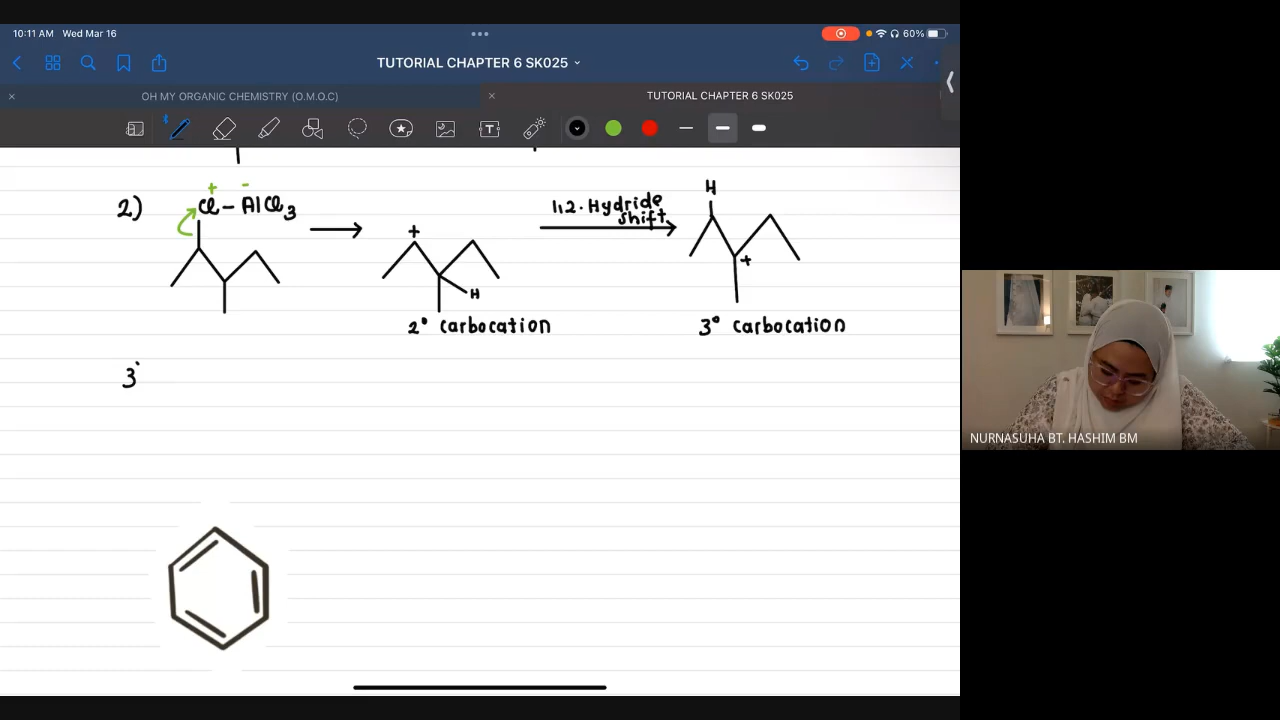 10:11 AM Wed Mar 16
60%
TUTORIAL CHAPTER 6 SK025
OH MY ORGANIC CHEMISTRY (O.M.O.C)
TUTORIAL CHAPTER 6 SK025
+ -
2) Cl - AlCl3
1,2. Hydride
shift
H
+
+
H
2° carbocation
3° carbocation
3
NURNASUHA BT. HASHIM BM